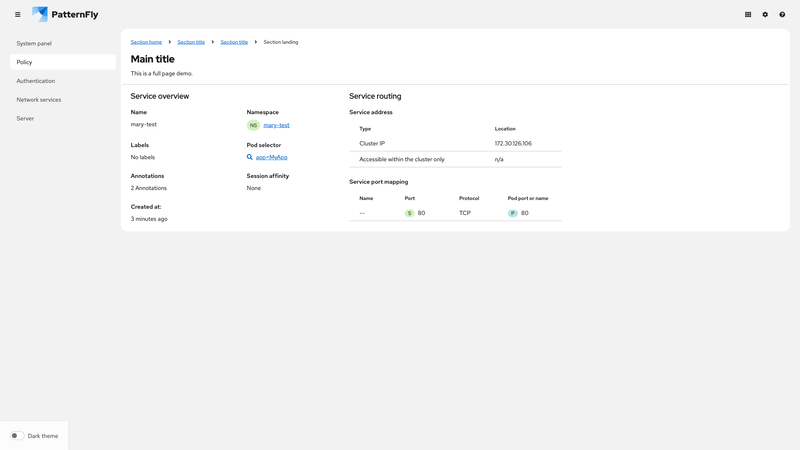 PatternFly
System panel
Policy
Authentication
Network services
Server
Section home Section title Section title Section landing
Main title
This is a full page demo.
Service overview
Name
mary-test
Namespace
NS mary-test
Labels
No labels
Pod selector
app=MyApp
Annotations
2 Annotations
Session affinity
None
Created at:
3 minutes ago
Service routing
Service address
Type Location
Cluster IP 172.30.126.106
Accessible within the cluster only n/a
Service port mapping
Name Port Protocol Pod port or name
-- S 80 TCP P 80
Dark theme